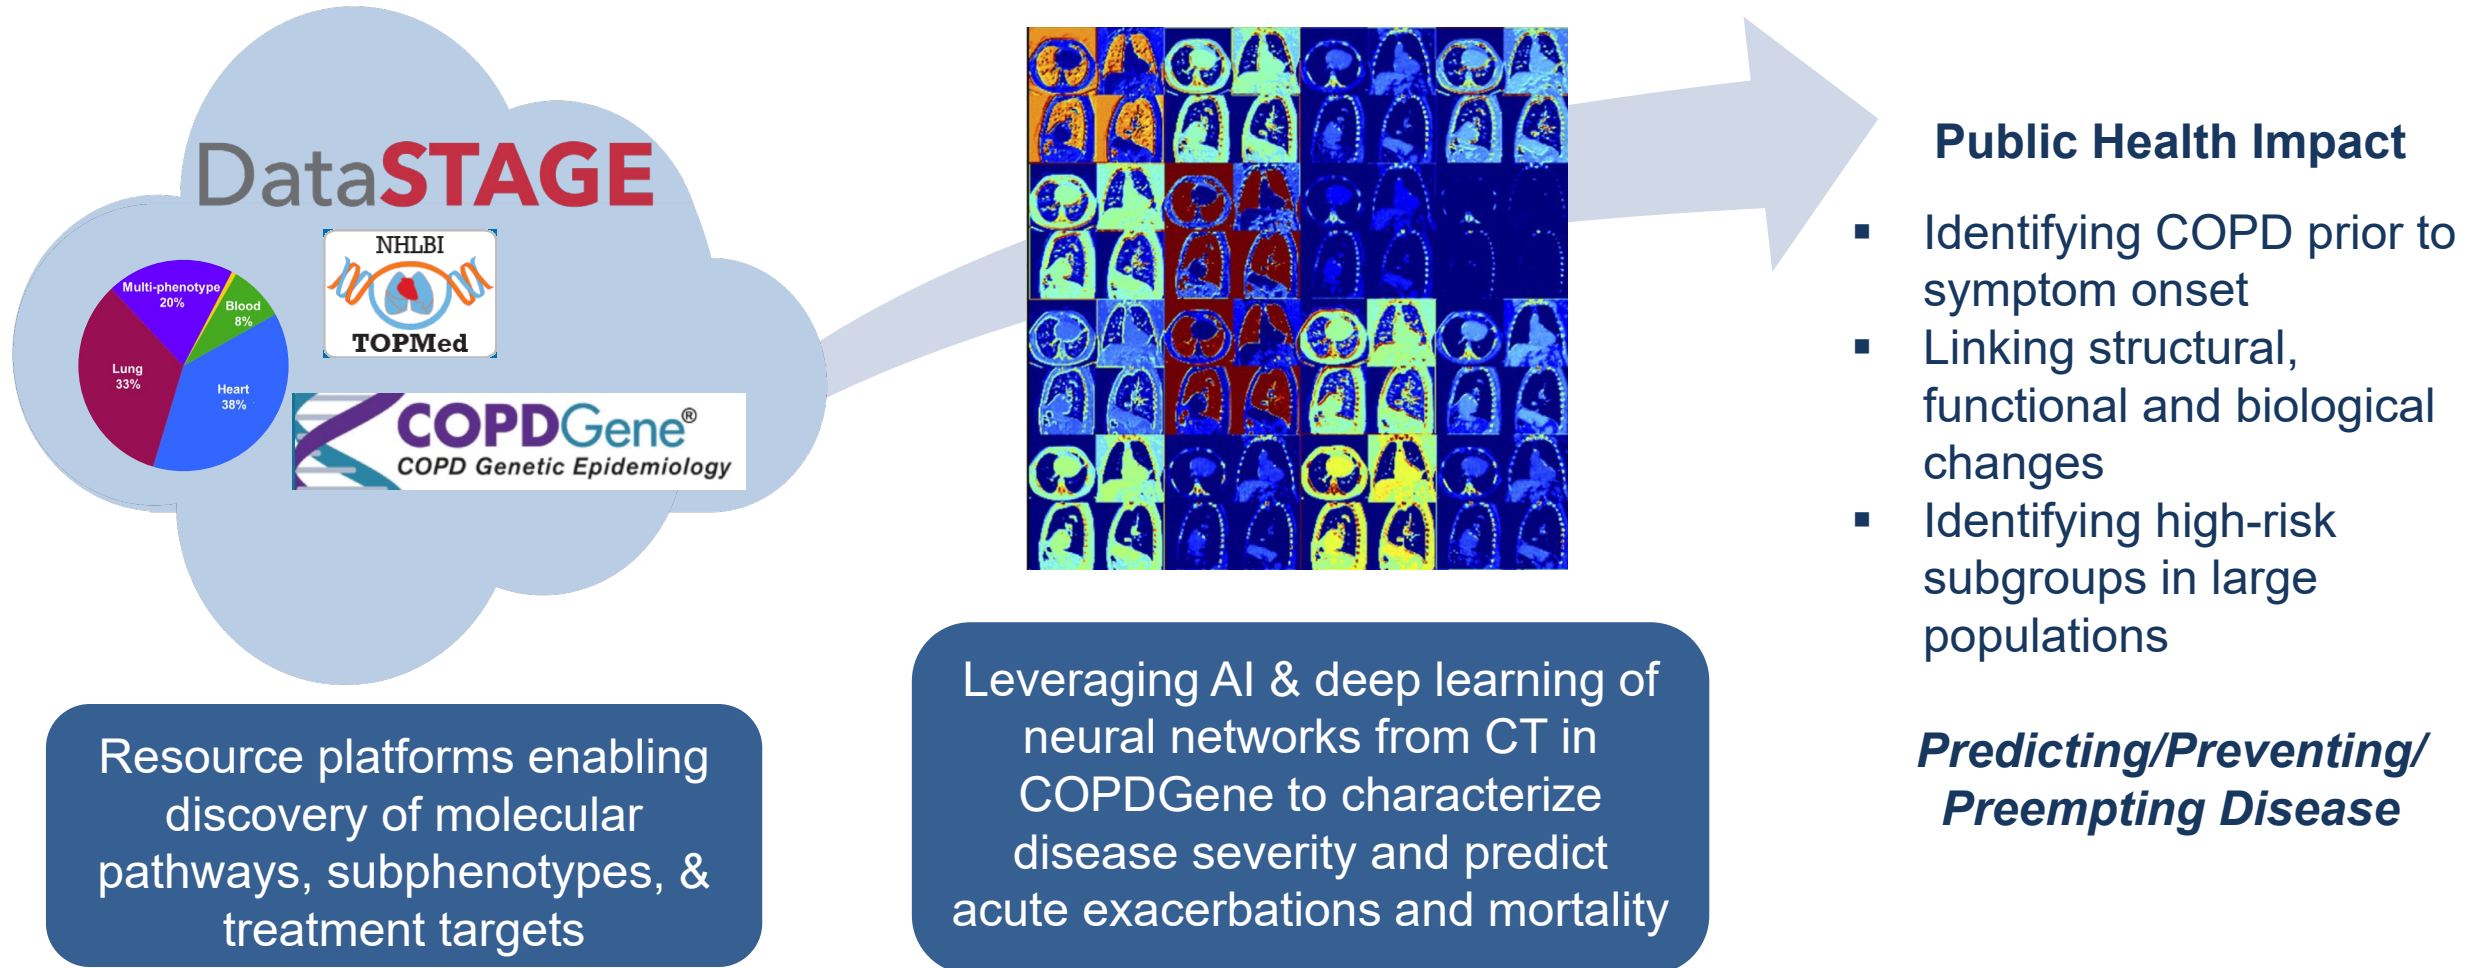 DataSTAGE
NHLBI
TOPMed
Multi-phenotype
20%
Blood
8%
Lung
33%
Heart
38%
COPDGene®
COPD Genetic Epidemiology
Resource platforms enabling
discovery of molecular
pathways, subphenotypes, &
treatment targets
Leveraging AI & deep learning of
neural networks from CT in
COPDGene to characterize
disease severity and predict
acute exacerbations and mortality
Public Health Impact
▪ Identifying COPD prior to
symptom onset
▪ Linking structural,
functional and biological
changes
▪ Identifying high-risk
subgroups in large
populations
Predicting/Preventing/
Preempting Disease